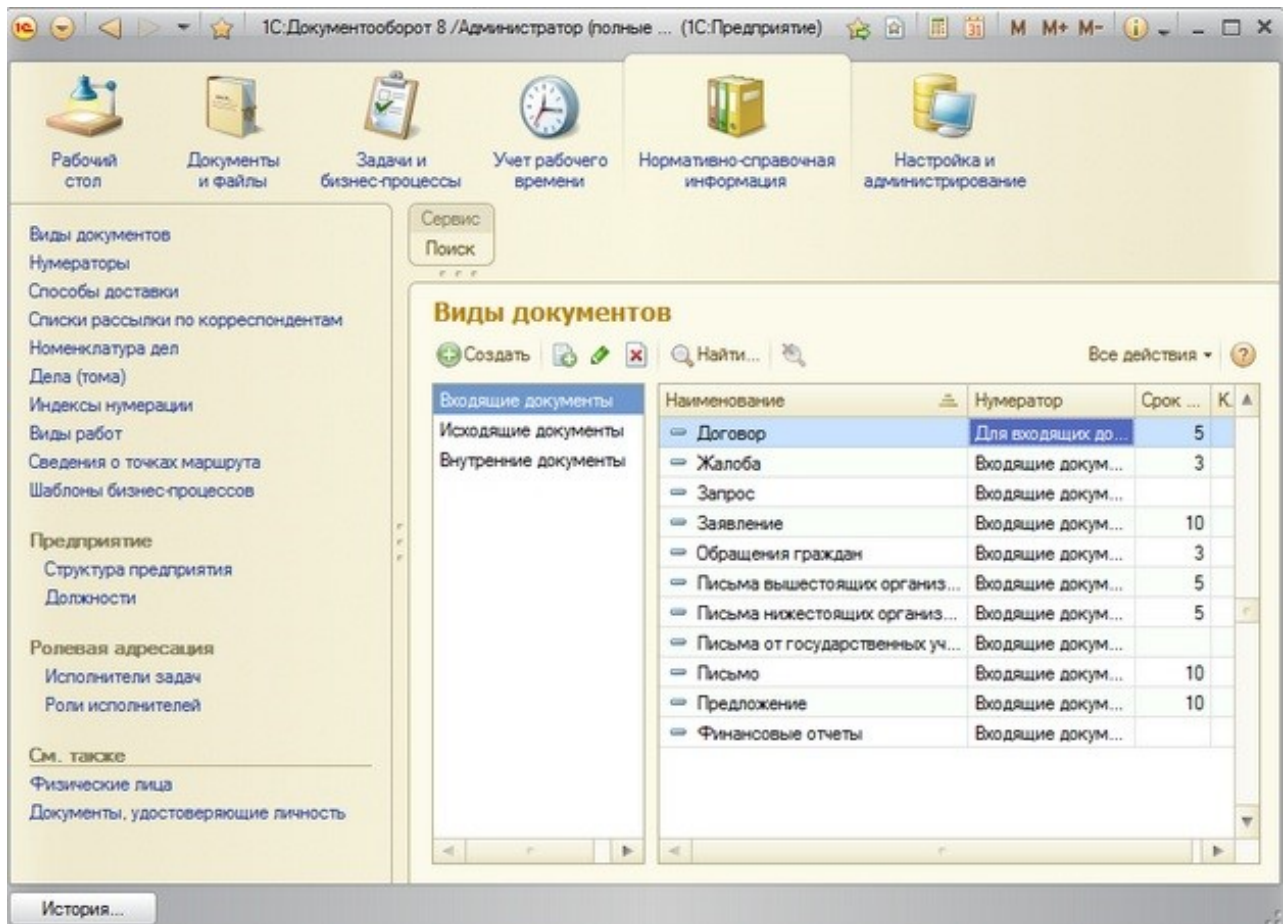 1С:Документооборот 8 /Администратор (полные ... (1С:Предприятие)
31 M M+ M-
Рабочий стол
Документы и файлы
Задачи и бизнес-процессы
Учет рабочего времени
Нормативно-справочная информация
Настройка и администрирование
Виды документов
Нумераторы
Способы доставки
Списки рассылки по корреспондентам
Номенклатура дел
Дела (тома)
Индексы нумерации
Виды работ
Сведения о точках маршрута
Шаблоны бизнес-процессов
Предприятие
Структура предприятия
Должности
Ролевая адресация
Исполнители задач
Роли исполнителей
См. также
Физические лица
Документы, удостоверяющие личность
Сервис
Поиск
Виды документов
Создать Найти... Все действия
Входящие документы
Исходящие документы
Внутренние документы
Наименование Нумератор Срок ... К.
Договор Для входящих до... 5
Жалоба Входящие докум... 3
Запрос Входящие докум...
Заявление Входящие докум... 10
Обращения граждан Входящие докум... 3
Письма вышестоящих организ... Входящие докум... 5
Письма нижестоящих организ... Входящие докум... 5
Письма от государственных уч... Входящие докум...
Письмо Входящие докум... 10
Предложение Входящие докум... 10
Финансовые отчеты Входящие докум...
История...